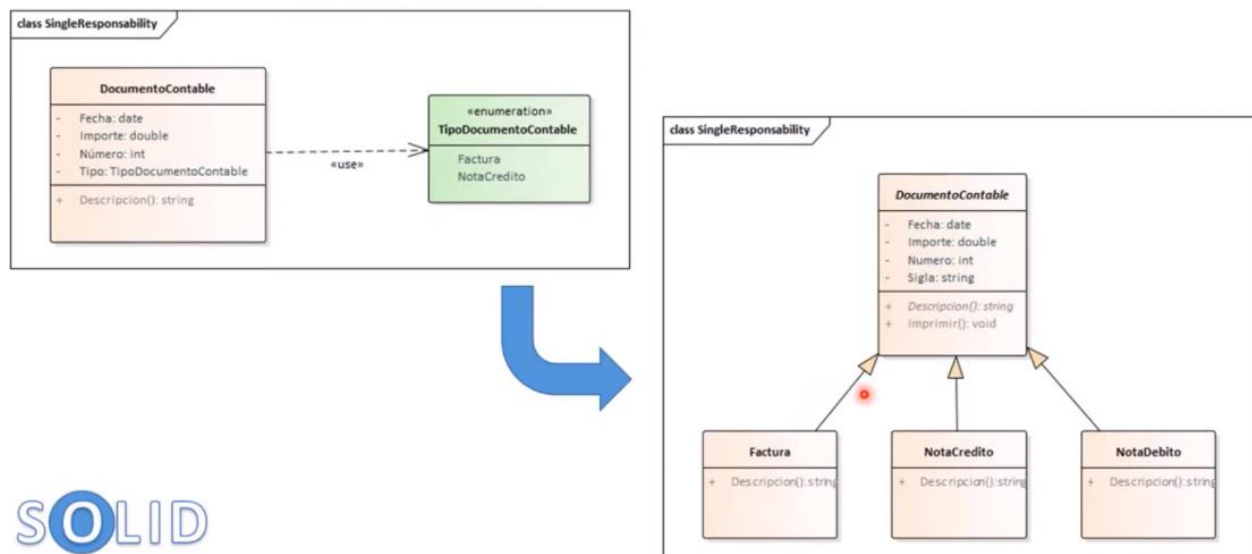 class SingleResponsability
DocumentoContable
- Fecha: date
- Importe: double
- Número: int
- Tipo: TipoDocumentoContable
+ Descripcion(): string
«use»
«enumeration»
TipoDocumentoContable
Factura
NotaCredito
class SingleResponsability
DocumentoContable
- Fecha: date
- Importe: double
- Numero: int
- Sigla: string
+ Descripcion(): string
+ Imprimir(): void
Factura
+ Descripcion():string
NotaCredito
+ Descripcion():string
NotaDebito
+ Descripcion():string
SOLID